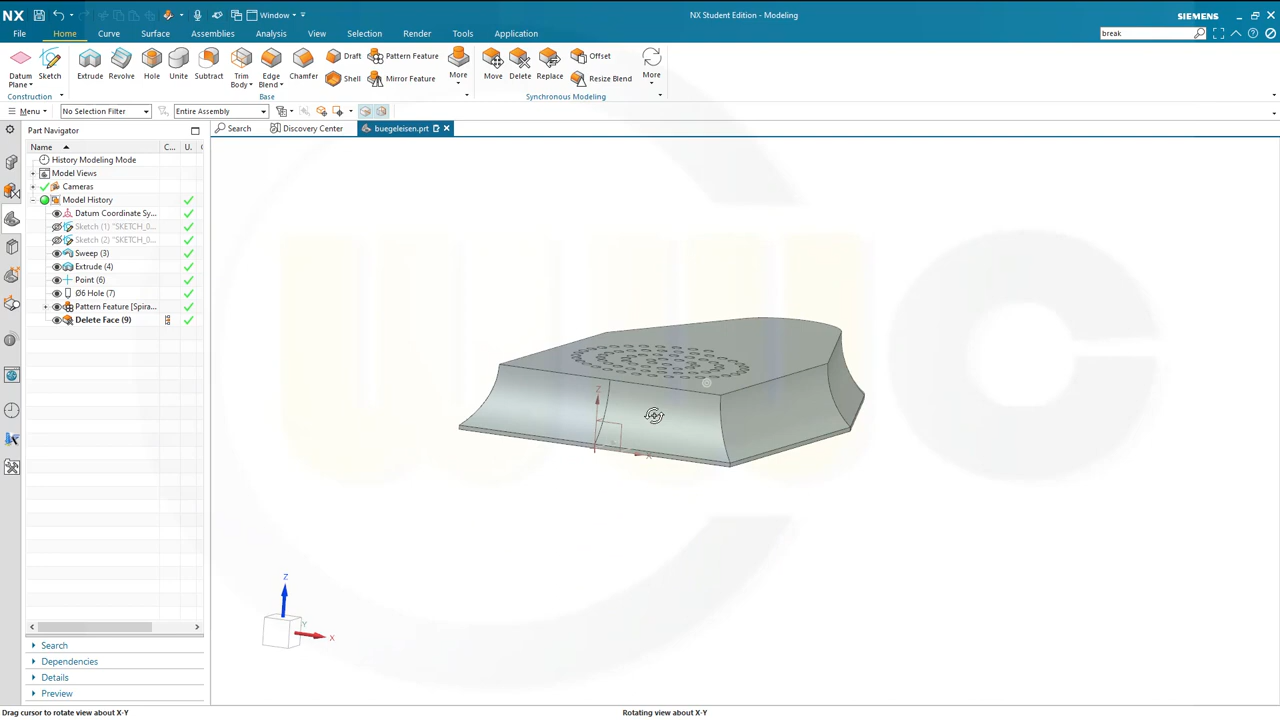 NX
Window
NX Student Edition - Modeling
SIEMENS
File
Home
Curve
Surface
Assemblies
Analysis
View
Selection
Render
Tools
Application
break
Datum Plane
Sketch
Extrude
Revolve
Hole
Unite
Subtract
Trim Body
Edge Blend
Chamfer
Draft
Shell
Pattern Feature
Mirror Feature
More
Move
Delete
Replace
Offset
Resize Blend
More
Construction
Base
Synchronous Modeling
Menu
No Selection Filter
Entire Assembly
Part Navigator
Search
Discovery Center
buegeleisen.prt
Name
C...
U.
History Modeling Mode
Model Views
Cameras
Model History
Datum Coordinate Sy...
Sketch (1) "SKETCH_0...
Sketch (2) "SKETCH_0...
Sweep (3)
Extrude (4)
Point (6)
Ø6 Hole (7)
Pattern Feature [Spira...
Delete Face (9)
Z
X
Z
Y
X
Search
Dependencies
Details
Preview
Drag cursor to rotate view about X-Y
Rotating view about X-Y